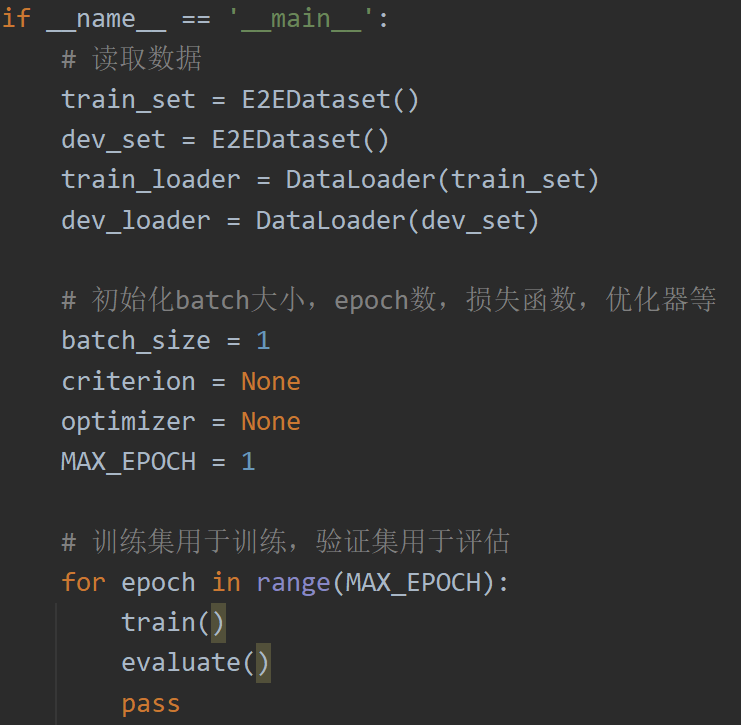 if __name__ == '__main__':
    # 读取数据
    train_set = E2EDataset()
    dev_set = E2EDataset()
    train_loader = DataLoader(train_set)
    dev_loader = DataLoader(dev_set)
    # 初始化batch大小，epoch数，损失函数，优化器等
    batch_size = 1
    criterion = None
    optimizer = None
    MAX_EPOCH = 1
    # 训练集用于训练，验证集用于评估
    for epoch in range(MAX_EPOCH):
        train()
        evaluate()
        pass